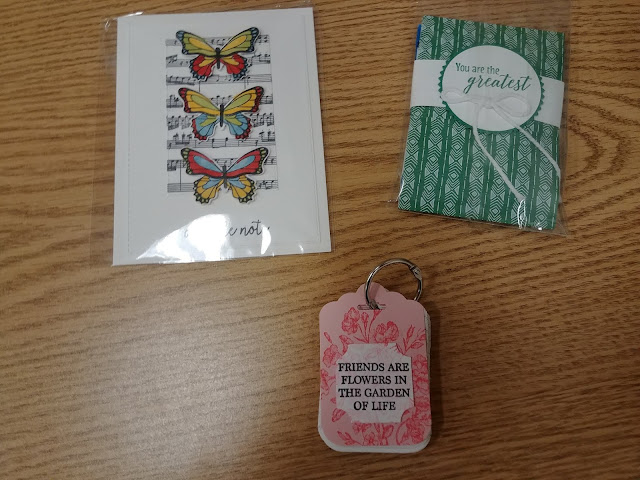 You are the
greatest
FRIENDS ARE
FLOWERS IN
THE GARDEN
OF LIFE